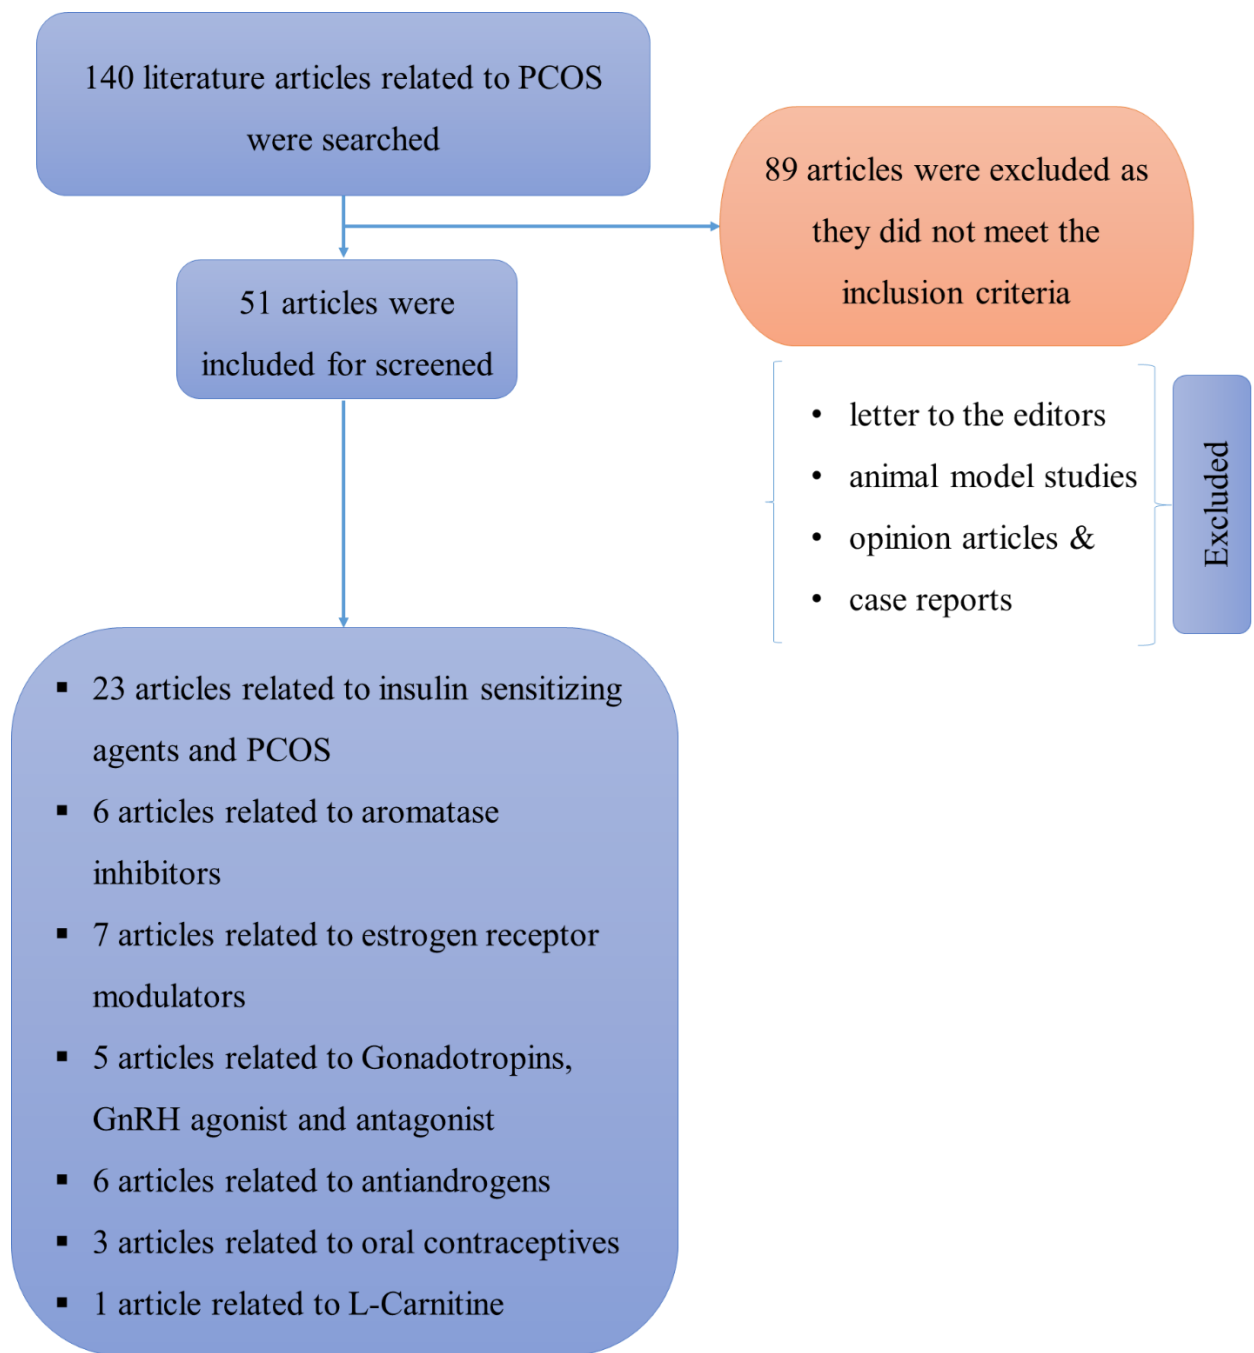 140 literature articles related to PCOS
were searched
89 articles were excluded as
they did not meet the
inclusion criteria
51 articles were
included for screened
• letter to the editors
• animal model studies
• opinion articles &
• case reports
Excluded
▪ 23 articles related to insulin sensitizing
agents and PCOS
▪ 6 articles related to aromatase
inhibitors
▪ 7 articles related to estrogen receptor
modulators
▪ 5 articles related to Gonadotropins,
GnRH agonist and antagonist
▪ 6 articles related to antiandrogens
▪ 3 articles related to oral contraceptives
▪ 1 article related to L-Carnitine